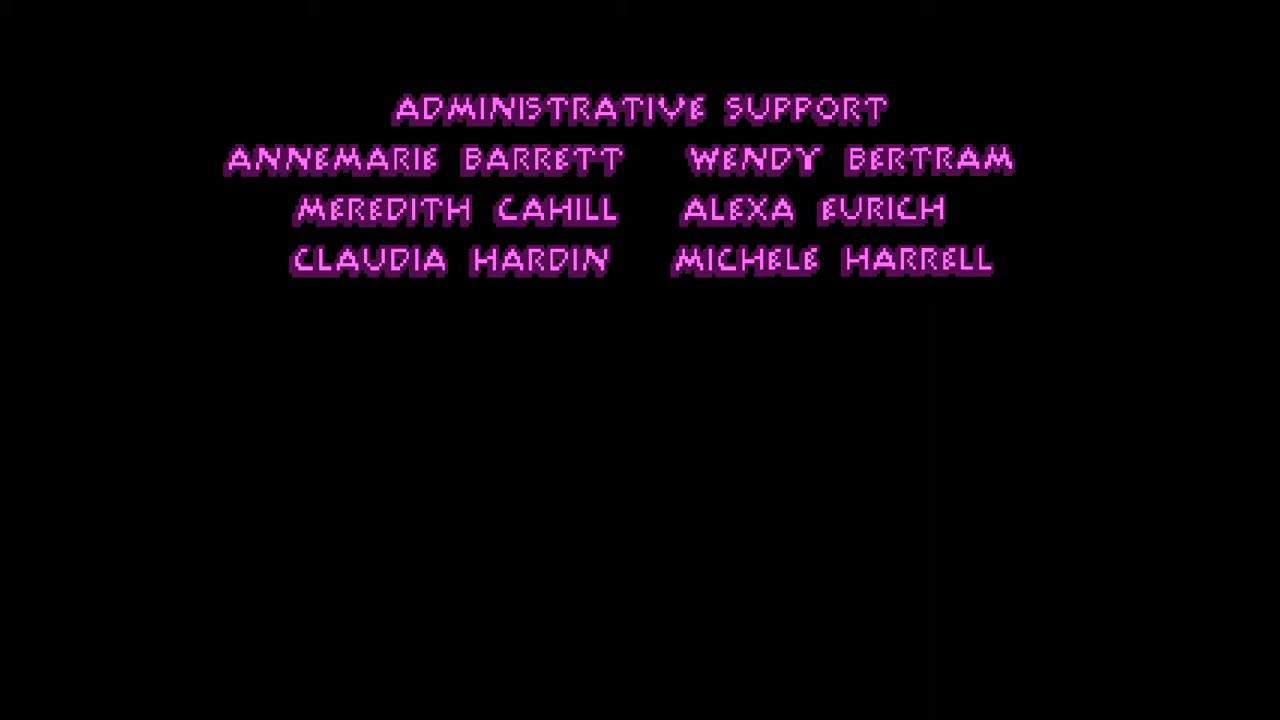 ADMINISTRATIVE SUPPORT
ANNEMARIE BARRETT WENDY BERTRAM
MEREDITH CAHILL ALEXA EURICH
CLAUDIA HARDIN MICHELE HARRELL